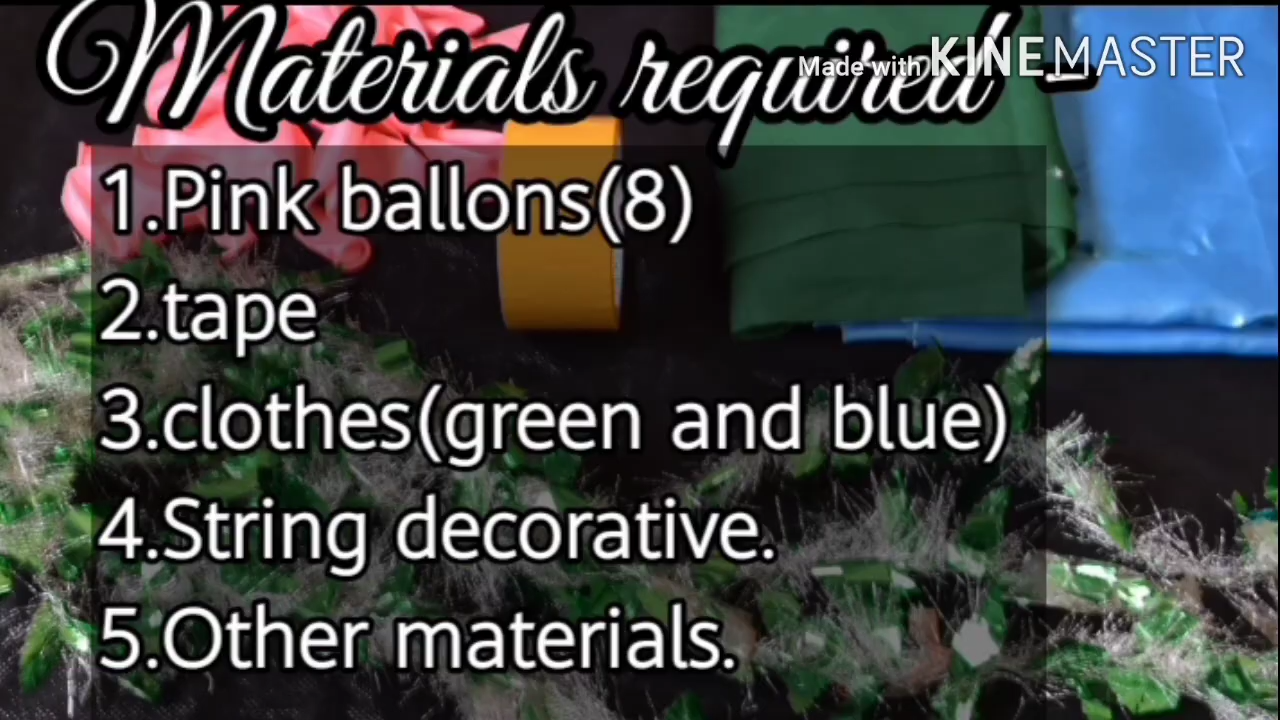 Materials required -
Made with KINEMASTER
1.Pink ballons(8)
2.tape
3.clothes(green and blue)
4.String decorative.
5.Other materials.